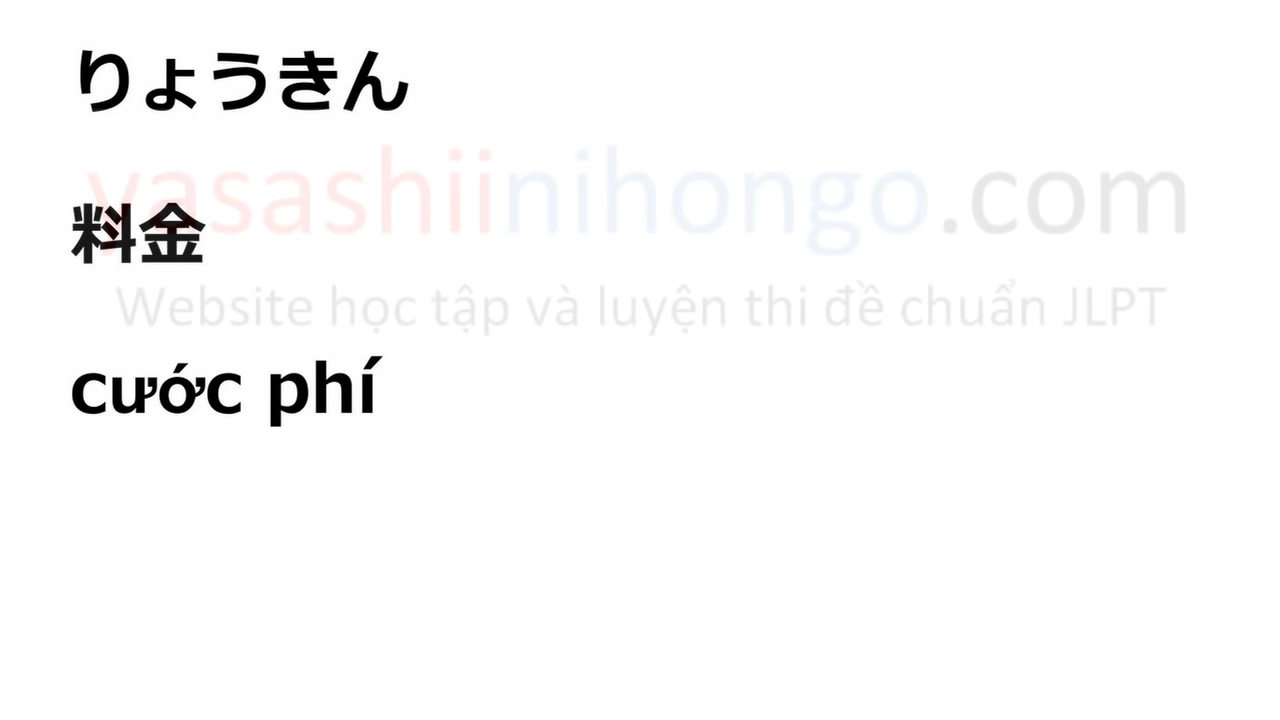 りょうきん
yasashiinihongo.com
料金
Website học tập và luyện thi đề chuẩn JLPT
cước phí